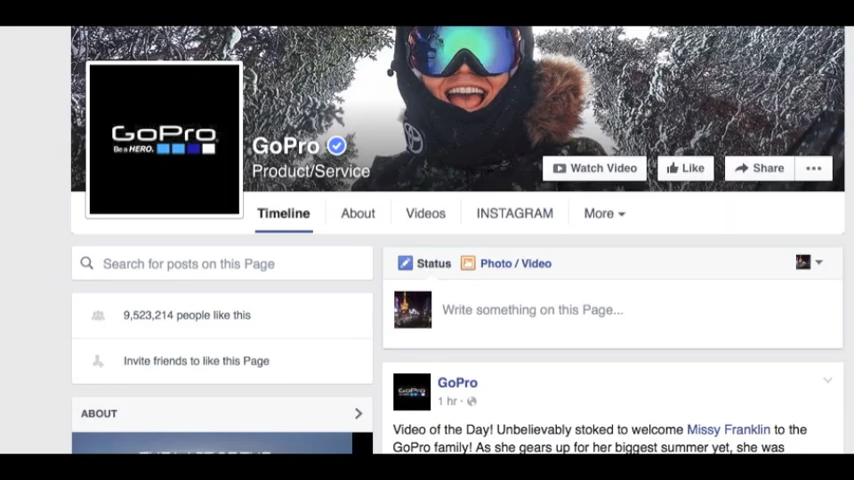 GoPro
Be a HERO.
GoPro
Product/Service
Watch Video
Like
Share
Timeline
About
Videos
INSTAGRAM
More
Search for posts on this Page
Status
Photo / Video
9,523,214 people like this
Write something on this Page...
Invite friends to like this Page
GoPro
GoPro
1 hr
ABOUT
Video of the Day! Unbelievably stoked to welcome Missy Franklin to the
GoPro family! As she gears up for her biggest summer yet, she was